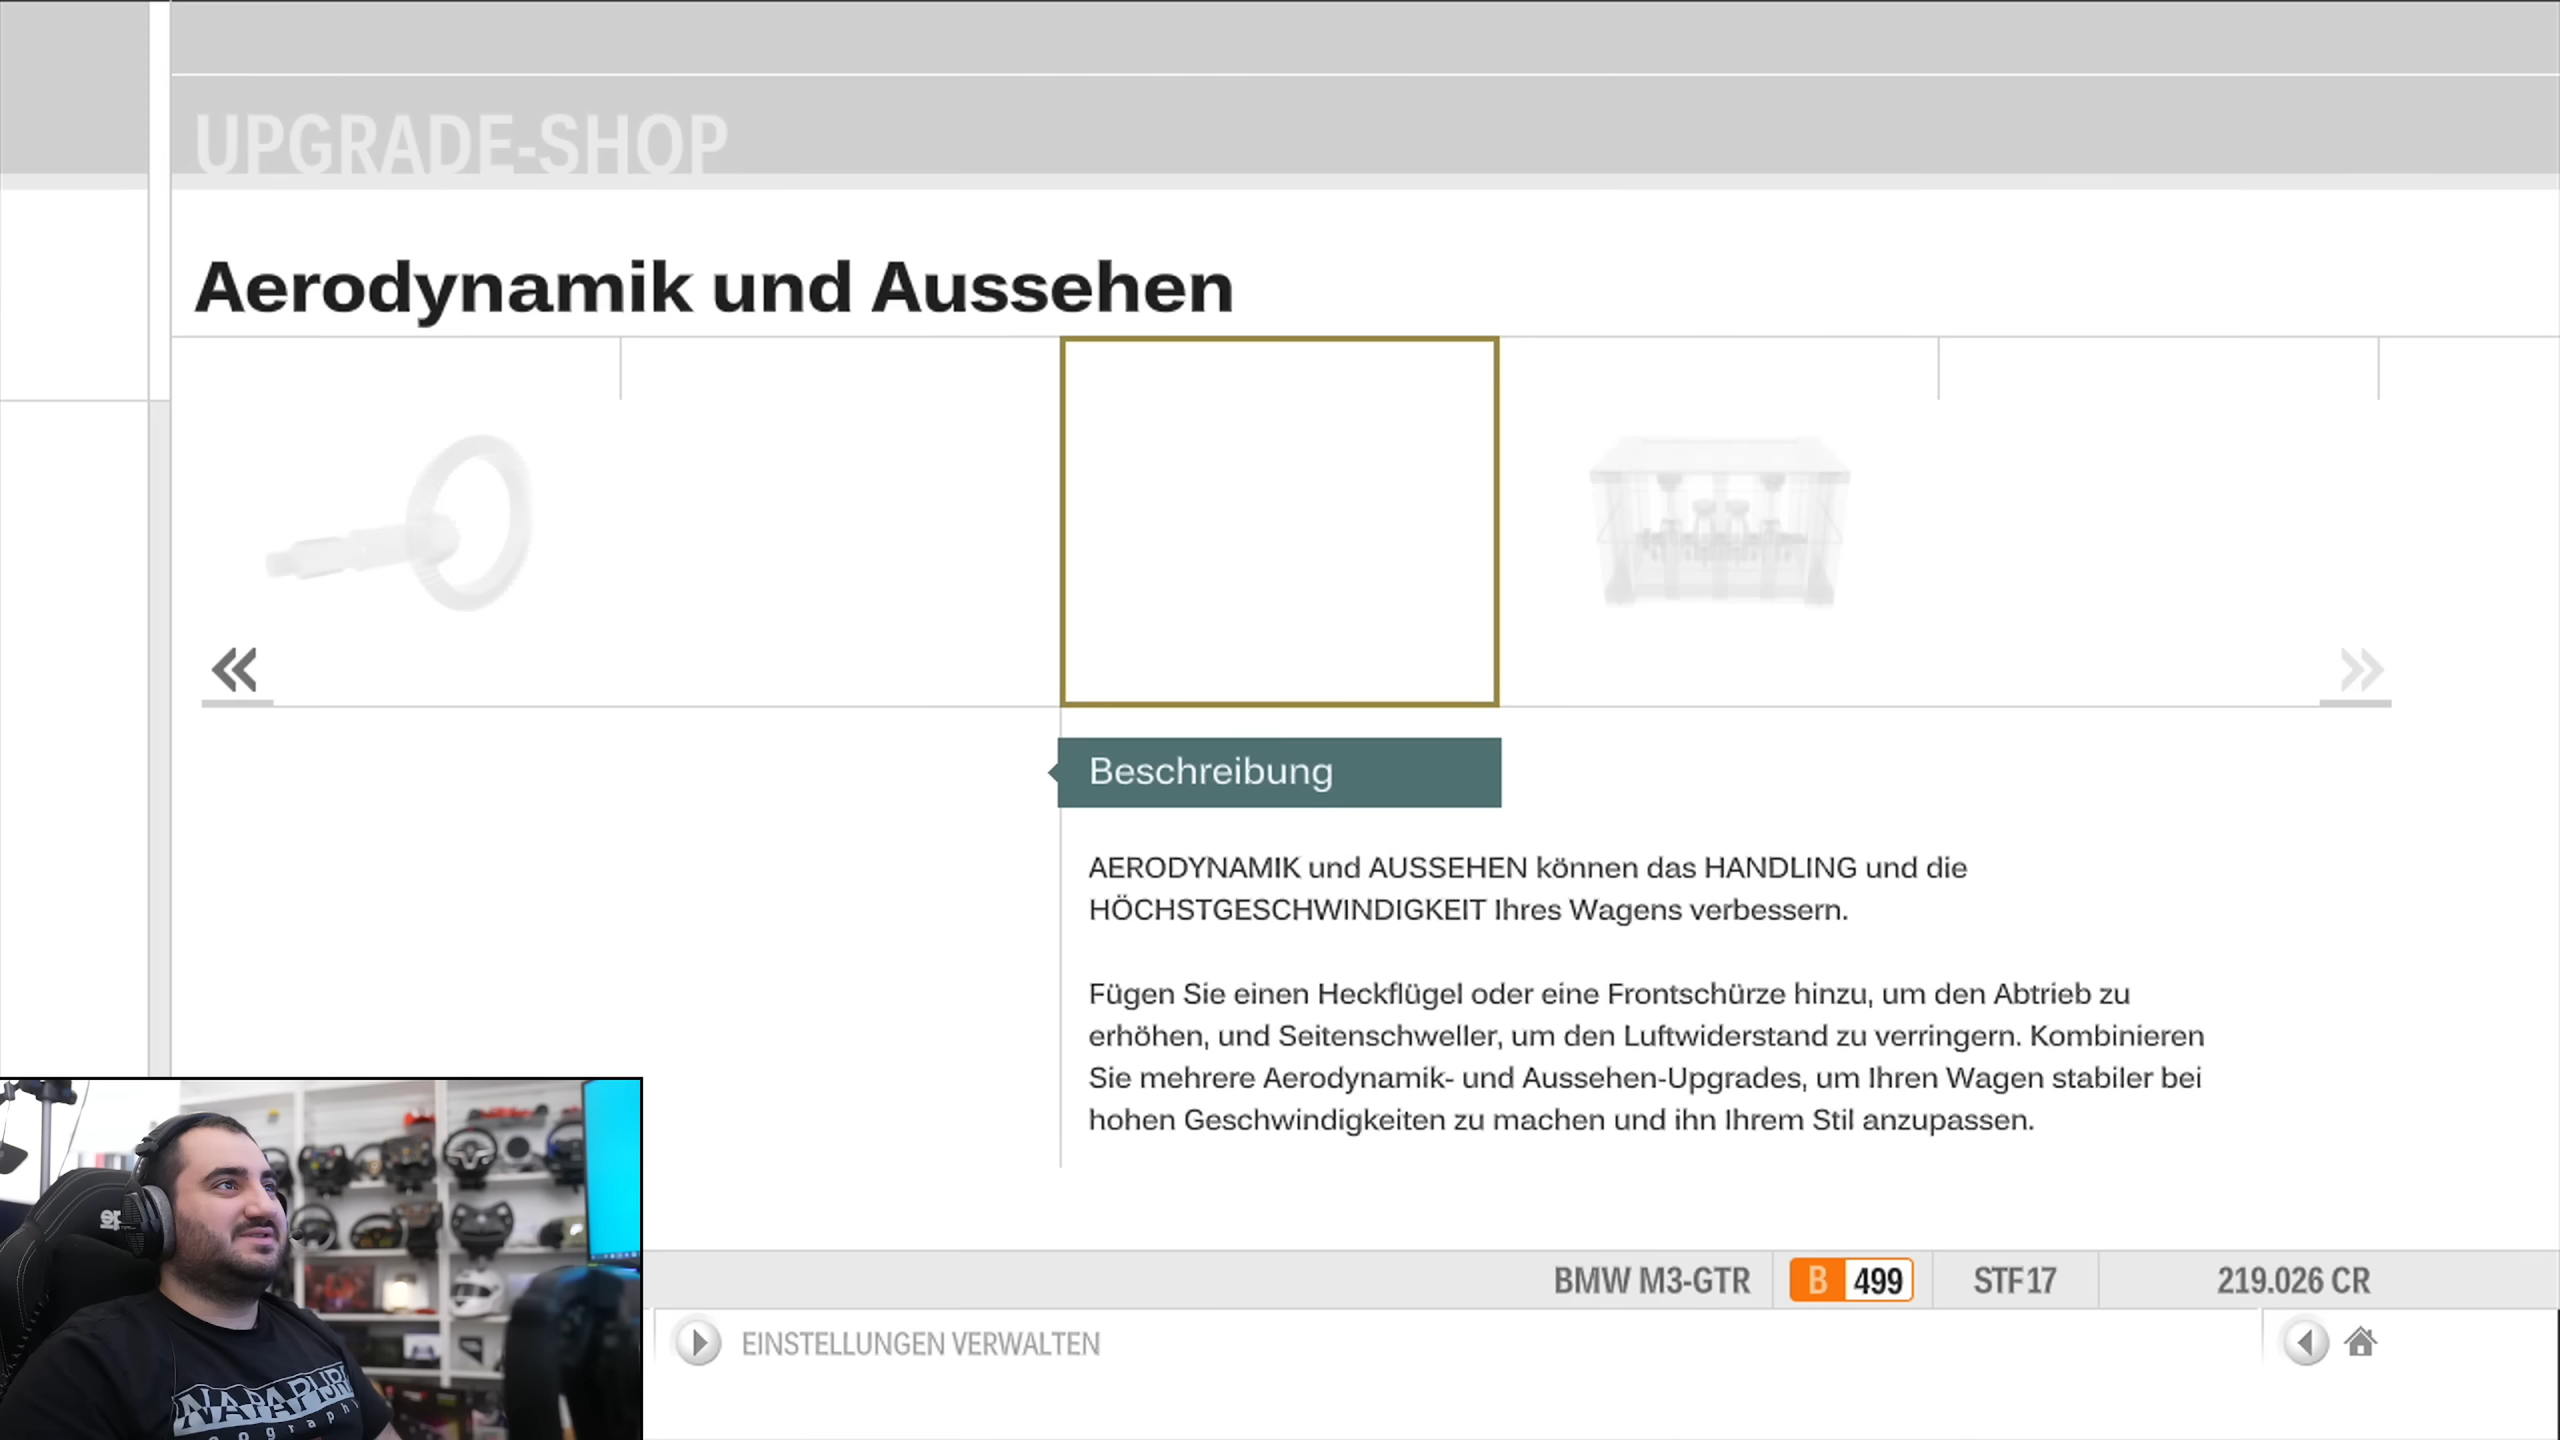 UPGRADE-SHOP
Aerodynamik und Aussehen
Beschreibung
AERODYNAMIK und AUSSEHEN können das HANDLING und die
HÖCHSTGESCHWINDIGKEIT Ihres Wagens verbessern.
Fügen Sie einen Heckflügel oder eine Frontschürze hinzu, um den Abtrieb zu
erhöhen, und Seitenschweller, um den Luftwiderstand zu verringern. Kombinieren
Sie mehrere Aerodynamik- und Aussehen-Upgrades, um Ihren Wagen stabiler bei
hohen Geschwindigkeiten zu machen und ihn Ihrem Stil anzupassen.
BMW M3-GTR B 499 STF17 219.026 CR
EINSTELLUNGEN VERWALTEN
NAPAPIJRI